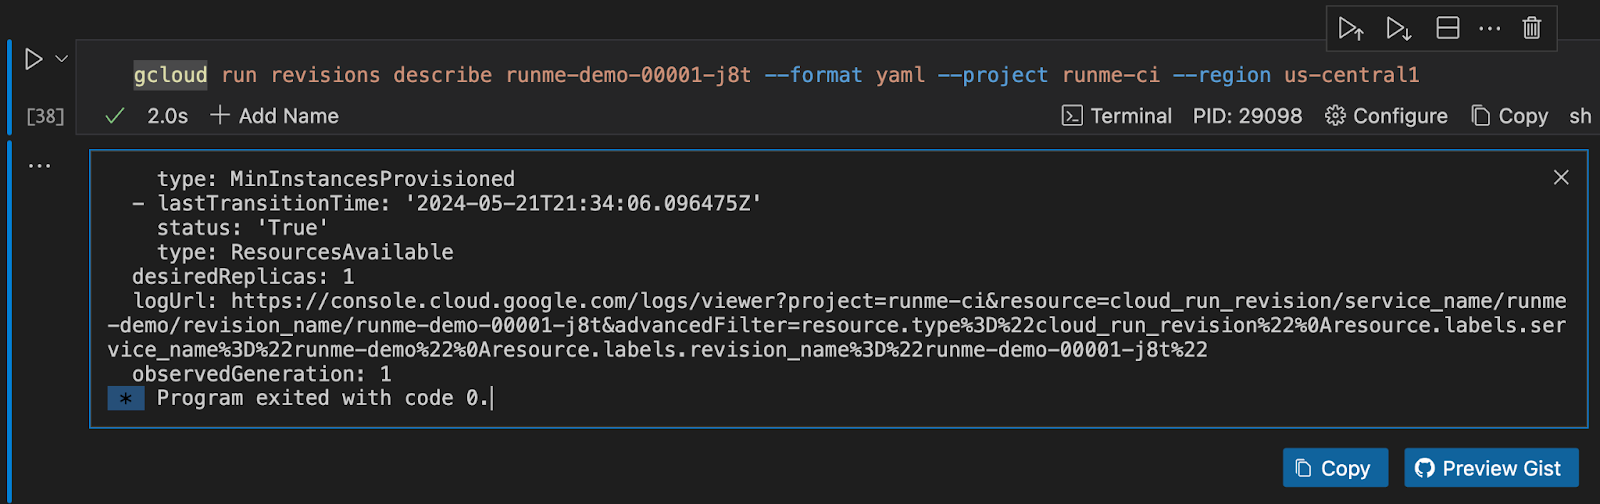 gcloud run revisions describe runme-demo-00001-j8t --format yaml --project runme-ci --region us-central1
[38] 2.0s Add Name Terminal PID: 29098 Configure Copy sh
type: MinInstancesProvisioned
- lastTransitionTime: '2024-05-21T21:34:06.096475Z'
status: 'True'
type: ResourcesAvailable
desiredReplicas: 1
logUrl: https://console.cloud.google.com/logs/viewer?project=runme-ci&resource=cloud_run_revision/service_name/runme
-demo/revision_name/runme-demo-00001-j8t&advancedFilter=resource.type%3D%22cloud_run_revision%22%0Aresource.labels.ser
vice_name%3D%22runme-demo%22%0Aresource.labels.revision_name%3D%22runme-demo-00001-j8t%22
observedGeneration: 1
* Program exited with code 0.
Copy Preview Gist